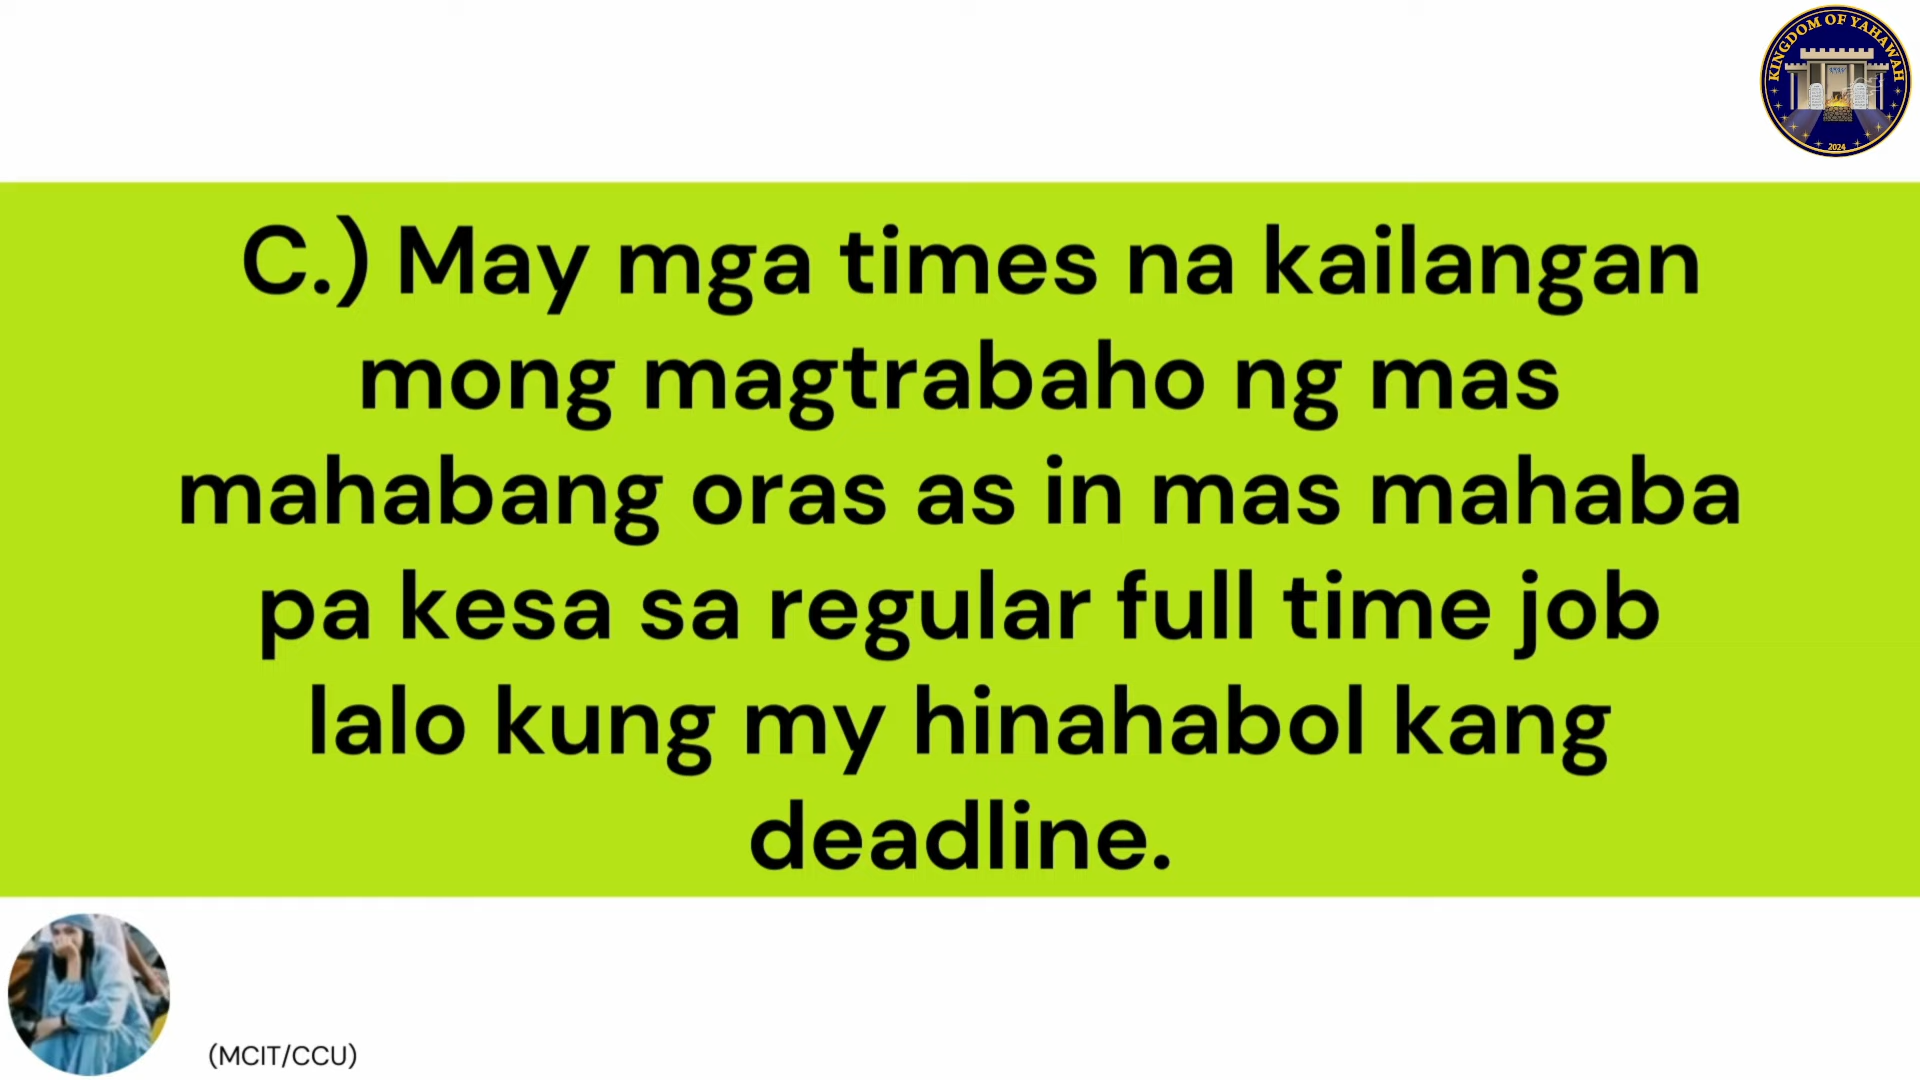 KINGDOM OF YAHAWAH
2024
C.) May mga times na kailangan
mong magtrabaho ng mas
mahabang oras as in mas mahaba
pa kesa sa regular full time job
lalo kung my hinahabol kang
deadline.
(MCIT/CCU)